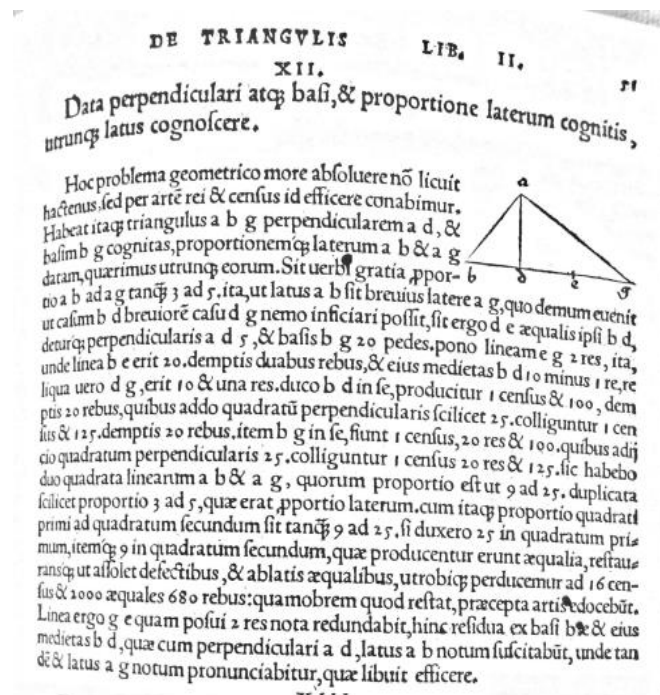 DE TRIANGVLIS LIB. II. 51
XII.
Data perpendiculari atq; basi, & proportione laterum cognitis,
utrunq; latus cognoscere.
Hoc problema geometrico more absoluere nõ licuit
hactenus, sed per artẽ rei & census id efficere conabimur.
Habeat itaq; triangulus a b g perpendicularem a d, &
basim b g cognitas, proportionemq́; laterum a b & a g
datam, quærimus utrunq; eorum. Sit uerbi gratia ꝓpor-
tio a b ad a g tanq̃ 3 ad 5. ita, ut latus a b sit breuius latere a g, quo demum euenit
ut casum b d breuiorẽ casu d g nemo inficiari possit, sit ergo d e æqualis ipsi b d,
deturq́; perpendicularis a d 5, & basis b g 20 pedes. pono lineam e g 2 res, ita,
unde linea b e erit 20. demptis duabus rebus, & eius medietas b d 10 minus 1 re, re
liqua uero d g, erit 10 & una res. duco b d in se, producitur 1 census & 100, dem
ptis 20 rebus, quibus addo quadratũ perpendicularis scilicet 25. colliguntur 1 cen
sus & 125. demptis 20 rebus. item b g in se, fiunt 1 census, 20 res & 100. quibus adij
cio quadratum perpendicularis 25. colliguntur 1 census 20 res & 125. sic habebo
duo quadrata linearum a b & a g, quorum proportio est ut 9 ad 25. duplicata
scilicet proportio 3 ad 5, quæ erat ꝓportio laterum. cum itaq; proportio quadrati
primi ad quadratum secundum sit tanq̃ 9 ad 25, si duxero 25 in quadratum pri-
mum, itemq́; 9 in quadratum secundum, quæ producentur erunt æqualia, restau-
ransq́; ut assolet defectibus, & ablatis æqualibus, utrobiq; perducemur ad 16 cen-
sus & 2000 æquales 680 rebus: quamobrem quod restat, præcepta artis edocebũt.
Linea ergo g e quam posui 2 res nota redundabit, hinc residua ex basi b e & eius
medietas b d, quæ cum perpendiculari a d, latus a b notum suscitabũt, unde tan
dẽ & latus a g notum pronunciabitur, quæ libuit efficere.
a
b d e g